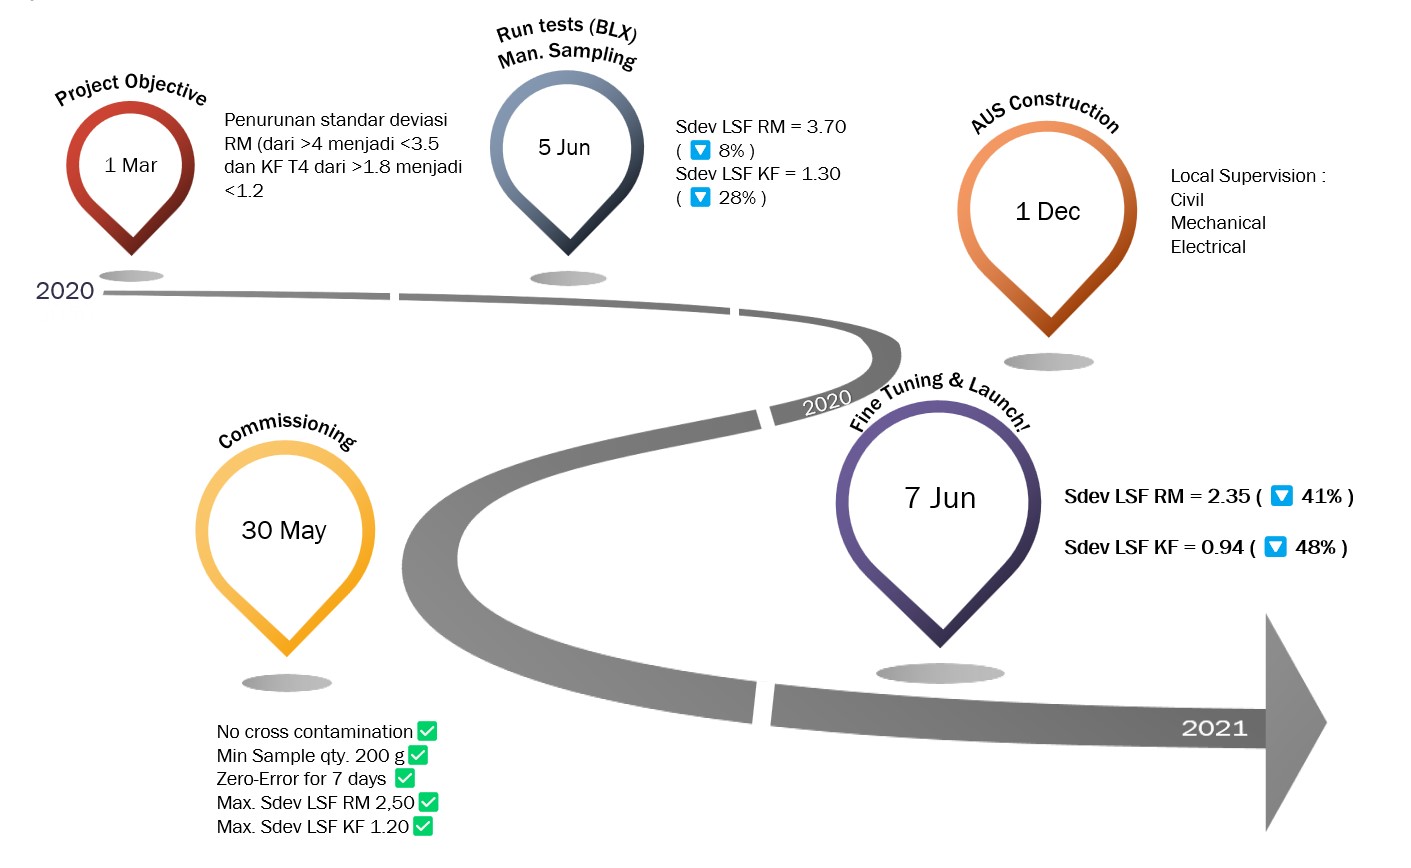 Project Objective
1 Mar
Penurunan standar deviasi
RM (dari >4 menjadi <3.5
dan KF T4 dari >1.8 menjadi
<1.2
Run tests (BLX)
Man. Sampling
5 Jun
Sdev LSF RM = 3.70
( 🔽 8% )
Sdev LSF KF = 1.30
( 🔽 28% )
AUS Construction
1 Dec
Local Supervision :
Civil
Mechanical
Electrical
2020
2020
Commissioning
30 May
No cross contamination ✅
Min Sample qty. 200 g ✅
Zero-Error for 7 days ✅
Max. Sdev LSF RM 2,50 ✅
Max. Sdev LSF KF 1.20 ✅
Fine Tuning & Launch!
7 Jun
Sdev LSF RM = 2.35 ( 🔽 41% )
Sdev LSF KF = 0.94 ( 🔽 48% )
2021